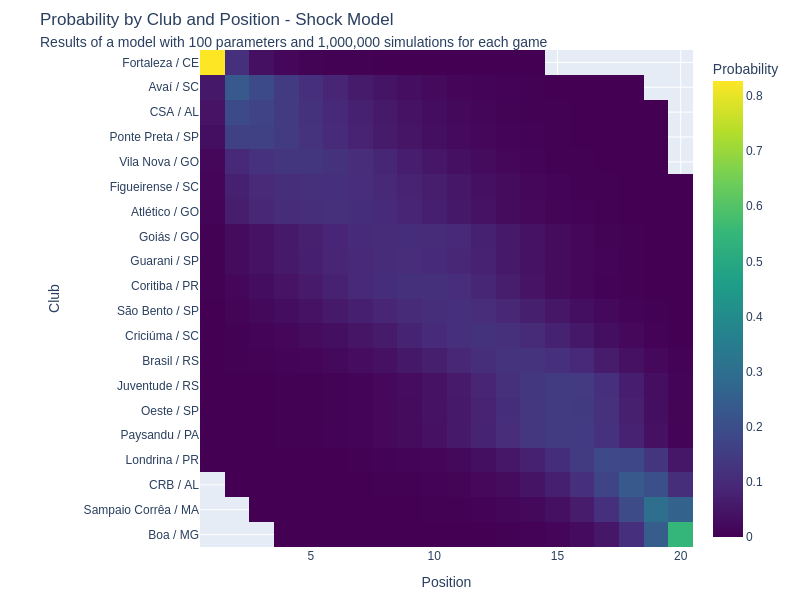 Probability by Club and Position - Shock Model
Results of a model with 100 parameters and 1,000,000 simulations for each game
Probability
Club
Fortaleza / CE
Avaí / SC
CSA / AL
Ponte Preta / SP
Vila Nova / GO
Figueirense / SC
Atlético / GO
Goiás / GO
Guarani / SP
Coritiba / PR
São Bento / SP
Criciúma / SC
Brasil / RS
Juventude / RS
Oeste / SP
Paysandu / PA
Londrina / PR
CRB / AL
Sampaio Corrêa / MA
Boa / MG
5 10 15 20
Position
0.8
0.7
0.6
0.5
0.4
0.3
0.2
0.1
0